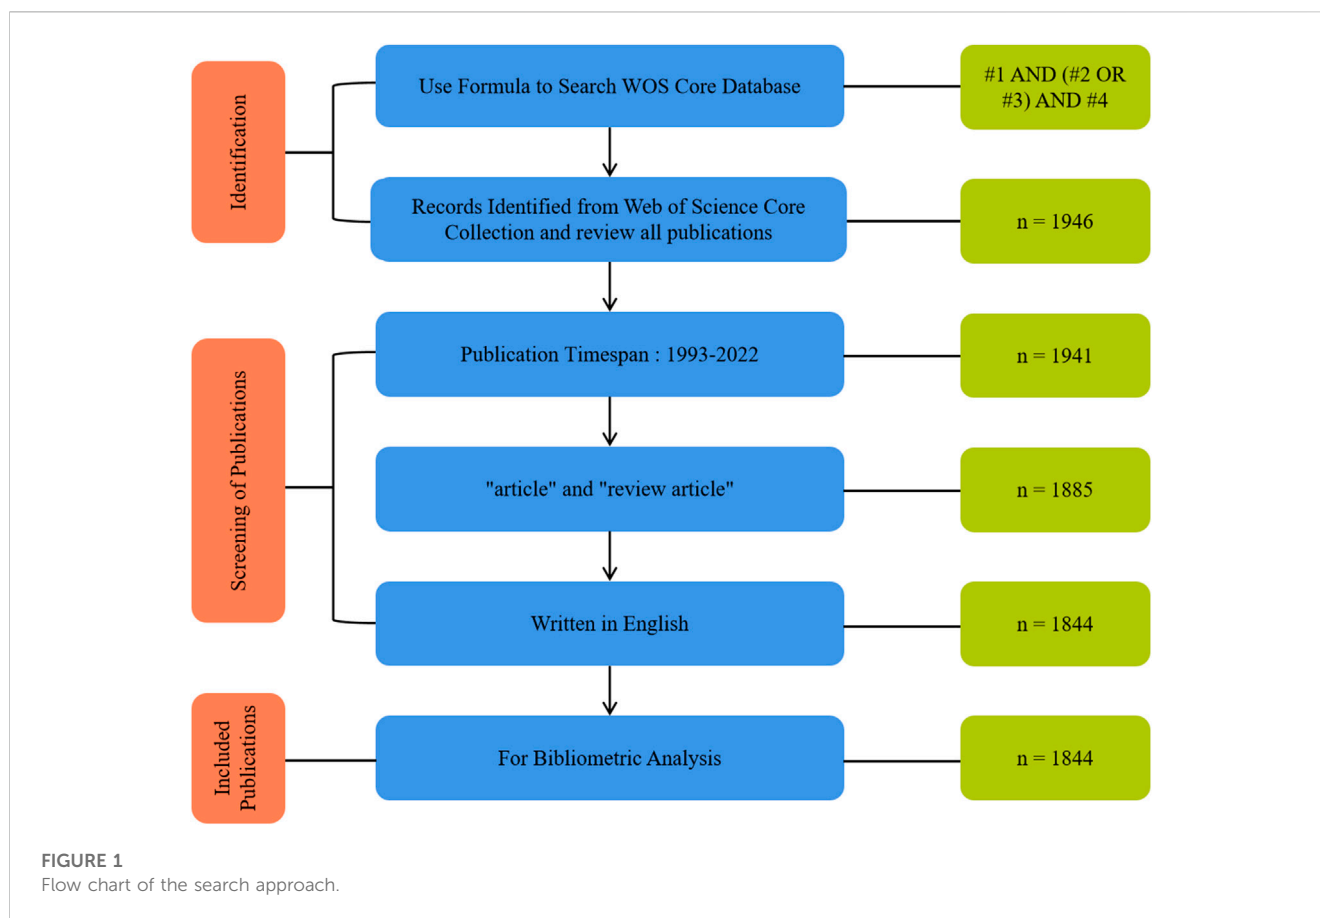 Identification
Use Formula to Search WOS Core Database
#1 AND (#2 OR
#3) AND #4
Records Identified from Web of Science Core
Collection and review all publications
n = 1946
Screening of Publications
Publication Timespan : 1993-2022
n = 1941
"article" and "review article"
n = 1885
Written in English
n = 1844
Included
Publications
For Bibliometric Analysis
n = 1844
FIGURE 1
Flow chart of the search approach.